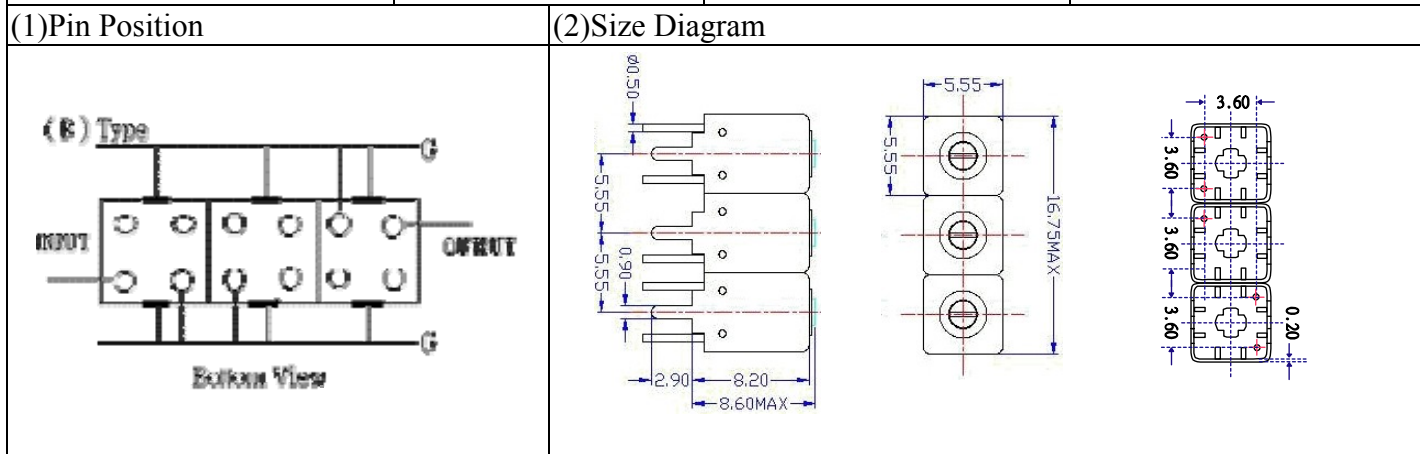 (1)Pin Position
(2)Size Diagram
(B) Type
G
INPUT
OUTPUT
G
Bottom View
Ø0.50
5.55
5.55
0.90
2.90
8.20
8.60MAX
5.55
5.55
16.75MAX
3.60
3.60
3.60
3.60
0.20